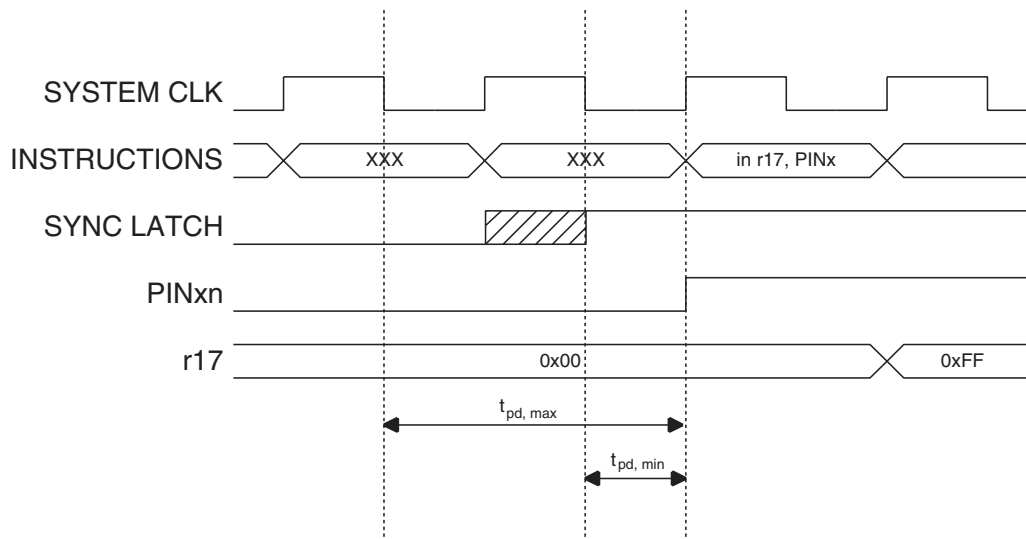 SYSTEM CLK
INSTRUCTIONS XXX XXX in r17, PINx
SYNC LATCH
PINxn
r17 0x00 0xFF
tpd, max
tpd, min